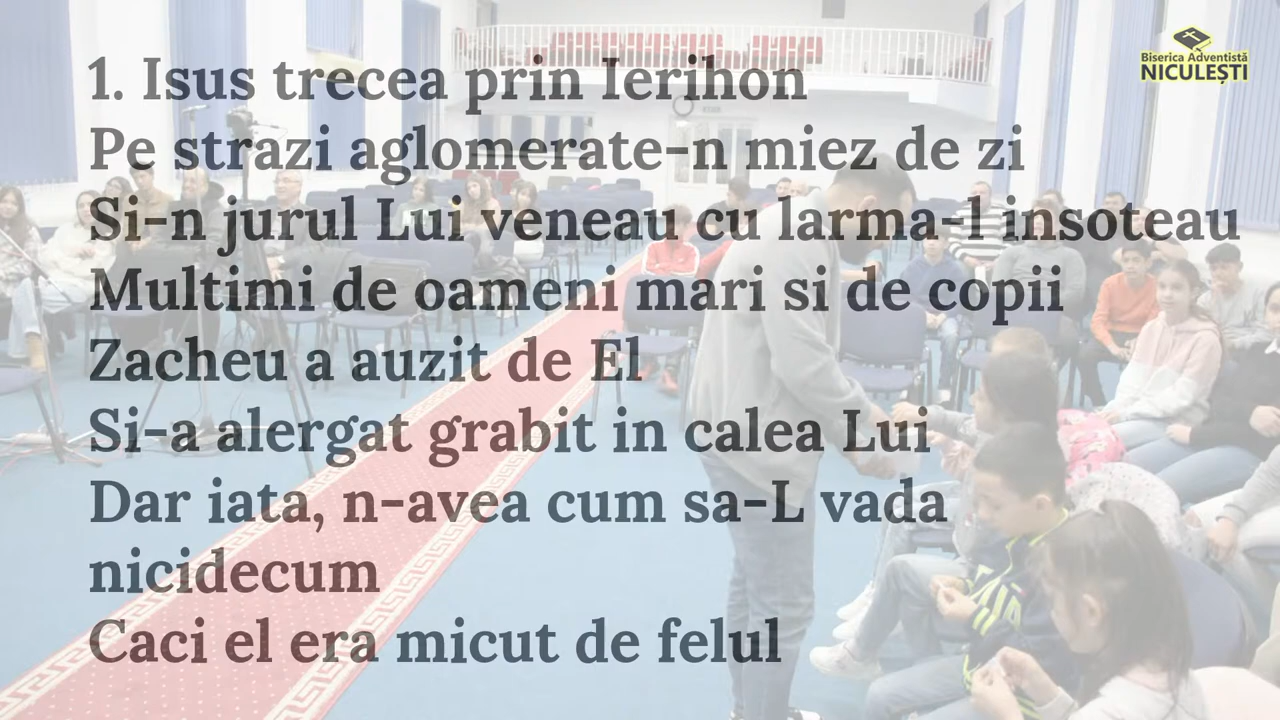 Biserica Adventistă
NICULEȘTI
1. Isus trecea prin Ierihon
Pe strazi aglomerate-n miez de zi
Si-n jurul Lui veneau cu larma-l insoteau
Multimi de oameni mari si de copii
Zacheu a auzit de El
Si-a alergat grabit in calea Lui
Dar iata, n-avea cum sa-L vada
nicidecum
Caci el era micut de felul